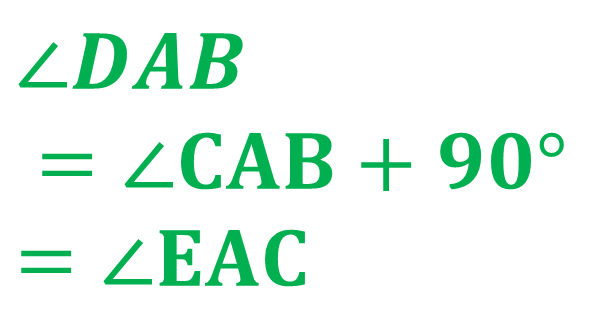 ∠DAB
= ∠CAB + 90°
= ∠EAC